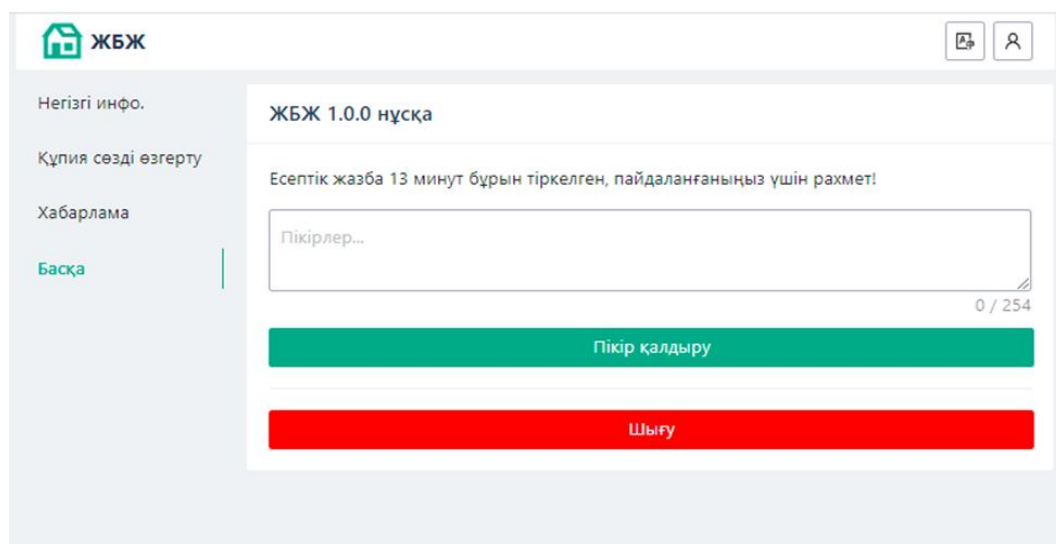 ЖБЖ
Негізгі инфо.
Құпия сөзді өзгерту
Хабарлама
Басқа
ЖБЖ 1.0.0 нұсқа
Есептік жазба 13 минут бұрын тіркелген, пайдаланғаныңыз үшін рахмет!
Пікірлер...
0 / 254
Пікір қалдыру
Шығу